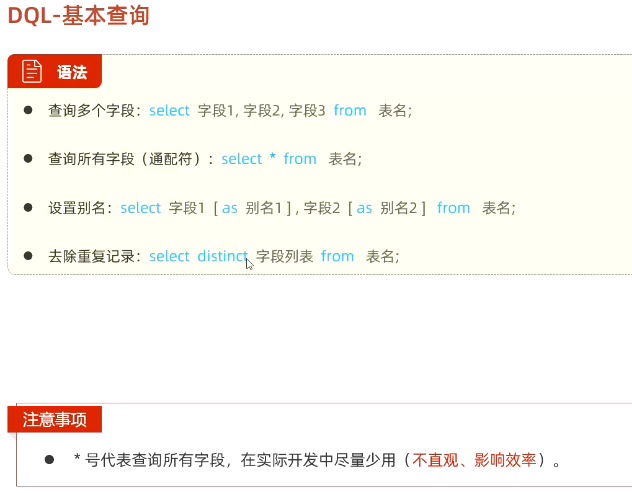 DQL-基本查询
语法
● 查询多个字段：select 字段1, 字段2, 字段3 from 表名;
● 查询所有字段（通配符）：select * from 表名;
● 设置别名：select 字段1 [ as 别名1 ] , 字段2 [ as 别名2 ] from 表名;
● 去除重复记录：select distinct 字段列表 from 表名;
注意事项
● * 号代表查询所有字段，在实际开发中尽量少用（不直观、影响效率）。